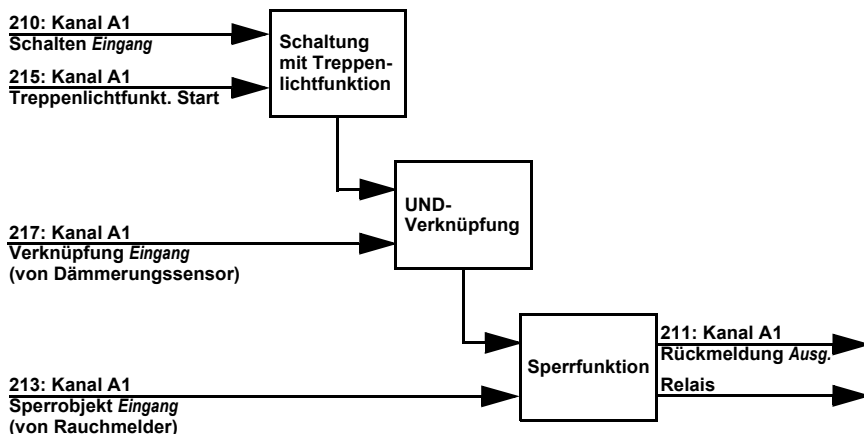 210: Kanal A1
Schalten Eingang
215: Kanal A1
Treppenlichtfunkt. Start
Schaltung
mit Treppen-
lichtfunktion
217: Kanal A1
Verknüpfung Eingang
(von Dämmerungssensor)
UND-
Verknüpfung
213: Kanal A1
Sperrobjekt Eingang
(von Rauchmelder)
Sperrfunktion
211: Kanal A1
Rückmeldung Ausg.
Relais